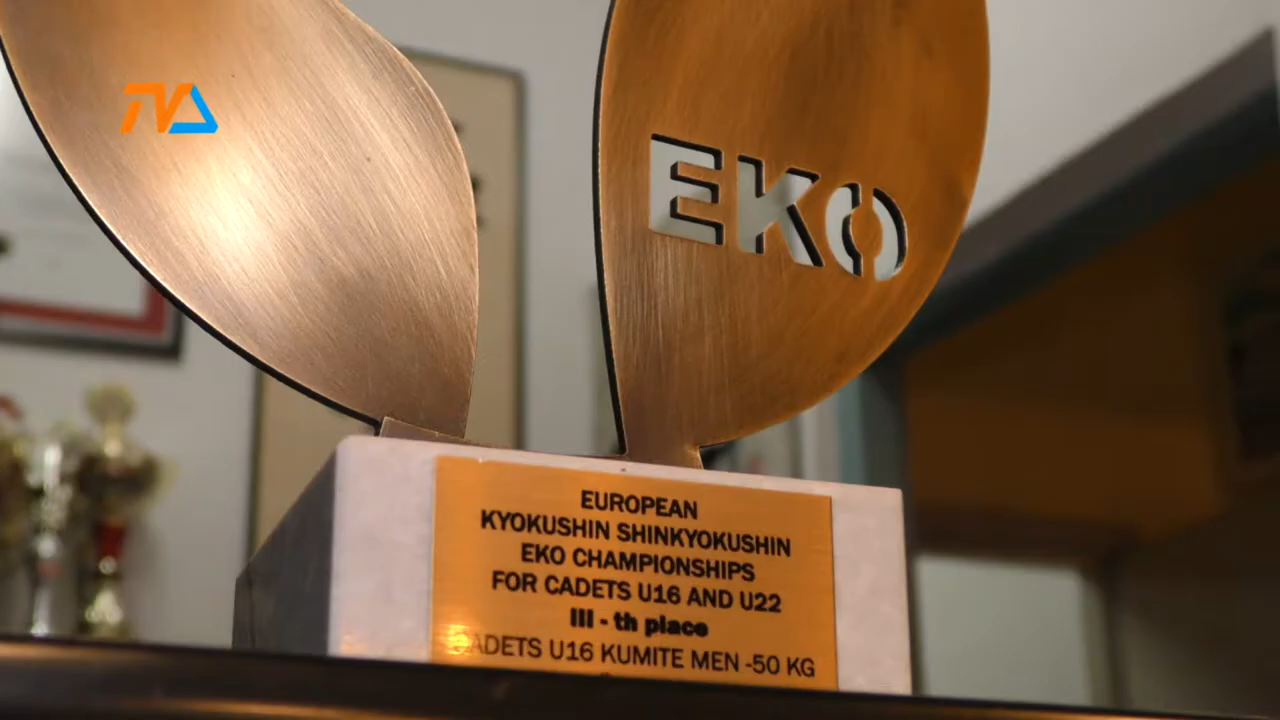 TVA
EKO
EUROPEAN
KYOKUSHIN SHINKYOKUSHIN
EKO CHAMPIONSHIPS
FOR CADETS U16 AND U22
III - th place
CADETS U16 KUMITE MEN -50 KG